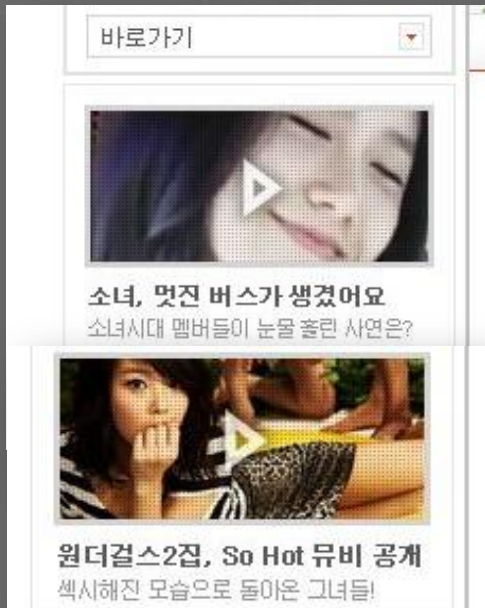 바로가기
소녀, 멋진 버스가 생겼어요
소녀시대 멤버들이 눈물 흘린 사연은?
원더걸스2집, So Hot 뮤비 공개
섹시해진 모습으로 돌아온 그녀들!